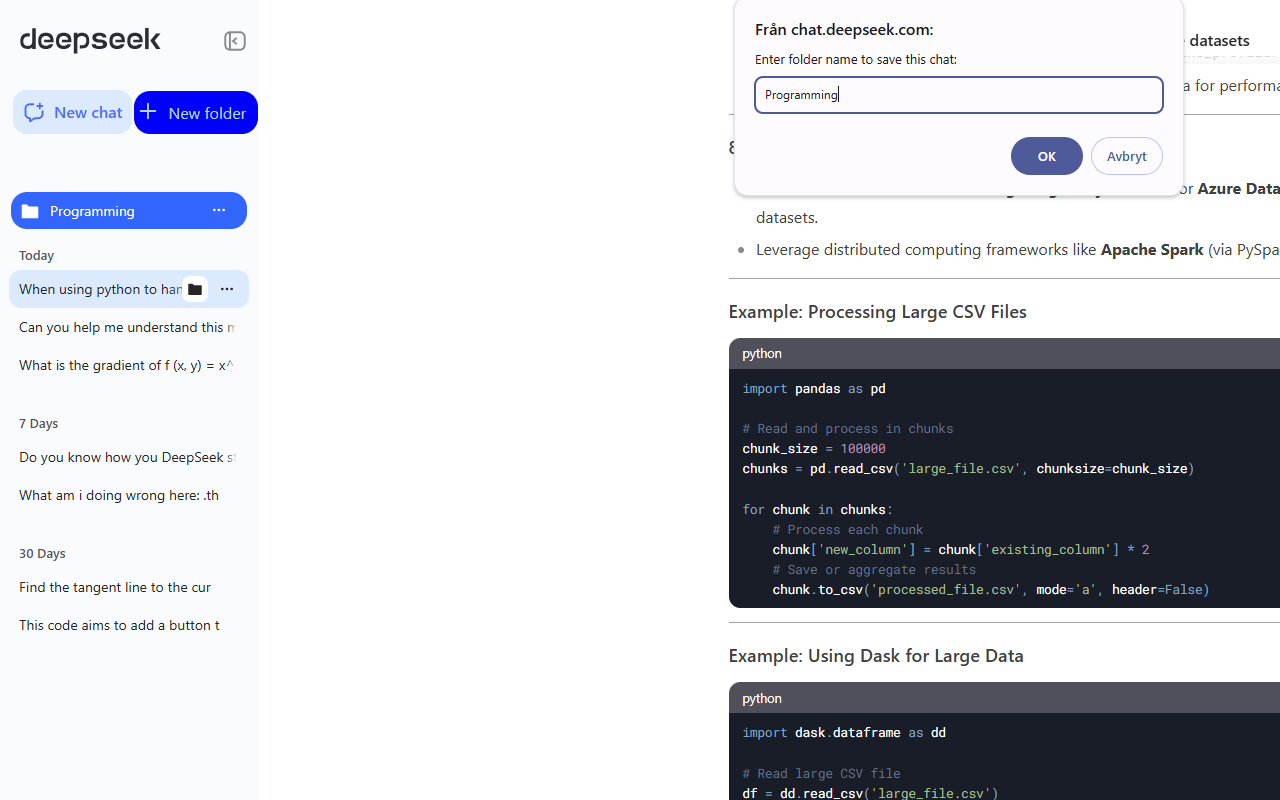 deepseek
New chat
New folder
Programming
Today
When using python to han
Can you help me understand this m
What is the gradient of f (x, y) = x^
7 Days
Do you know how you DeepSeek st
What am i doing wrong here: .th
30 Days
Find the tangent line to the cur
This code aims to add a button t
Från chat.deepseek.com:
Enter folder name to save this chat:
Programming
OK
Avbryt
datasets
a for performa
or Azure Data
datasets.
Leverage distributed computing frameworks like Apache Spark (via PySpa
Example: Processing Large CSV Files
python
import pandas as pd
# Read and process in chunks
chunk_size = 100000
chunks = pd.read_csv('large_file.csv', chunksize=chunk_size)
for chunk in chunks:
    # Process each chunk
    chunk['new_column'] = chunk['existing_column'] * 2
    # Save or aggregate results
    chunk.to_csv('processed_file.csv', mode='a', header=False)
Example: Using Dask for Large Data
python
import dask.dataframe as dd
# Read large CSV file
df = dd.read_csv('large_file.csv')